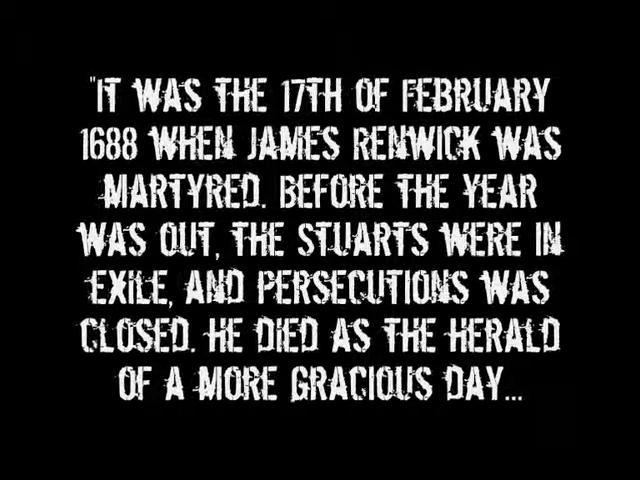 "IT WAS THE 17TH OF FEBRUARY
1688 WHEN JAMES RENWICK WAS
MARTYRED. BEFORE THE YEAR
WAS OUT, THE STUARTS WERE IN
EXILE, AND PERSECUTIONS WAS
CLOSED. HE DIED AS THE HERALD
OF A MORE GRACIOUS DAY...